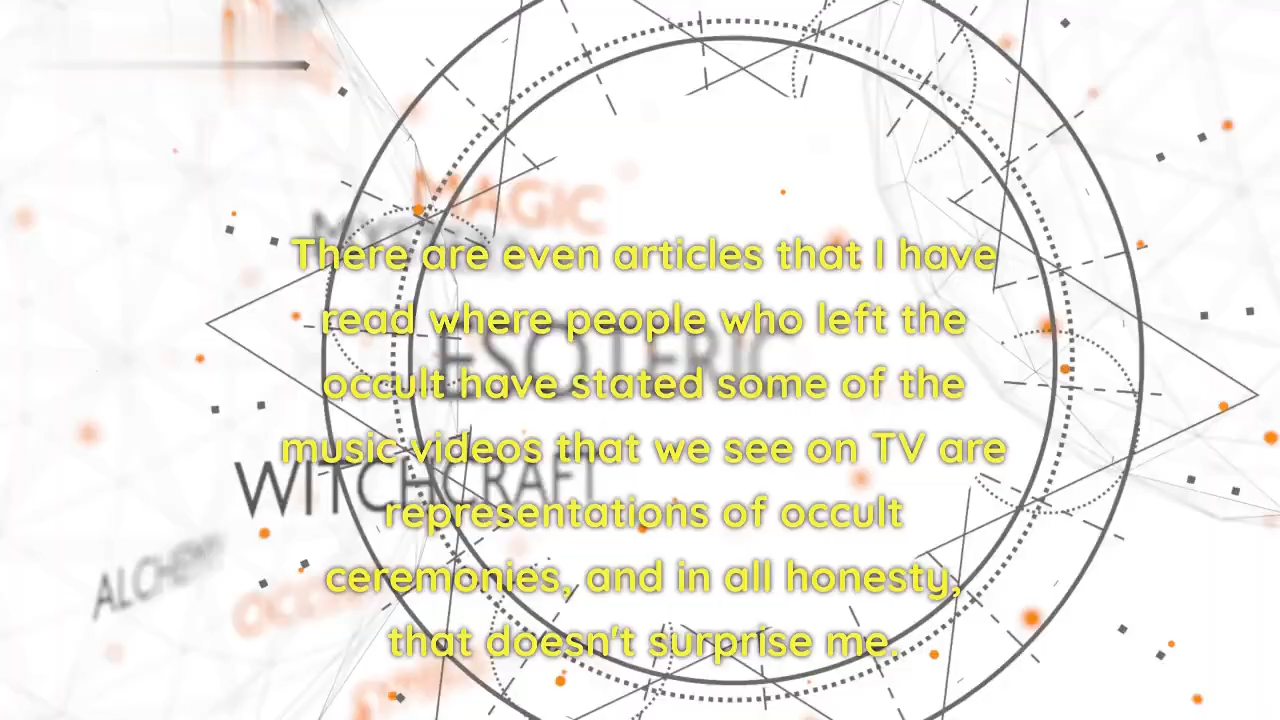 MAGIC
There are even articles that I have
read where people who left the
ESOTERIC
occult have stated some of the
music videos that we see on TV are
WITCHCRAFT
representations of occult
ALCHEMY
ceremonies, and in all honesty,
that doesn't surprise me.